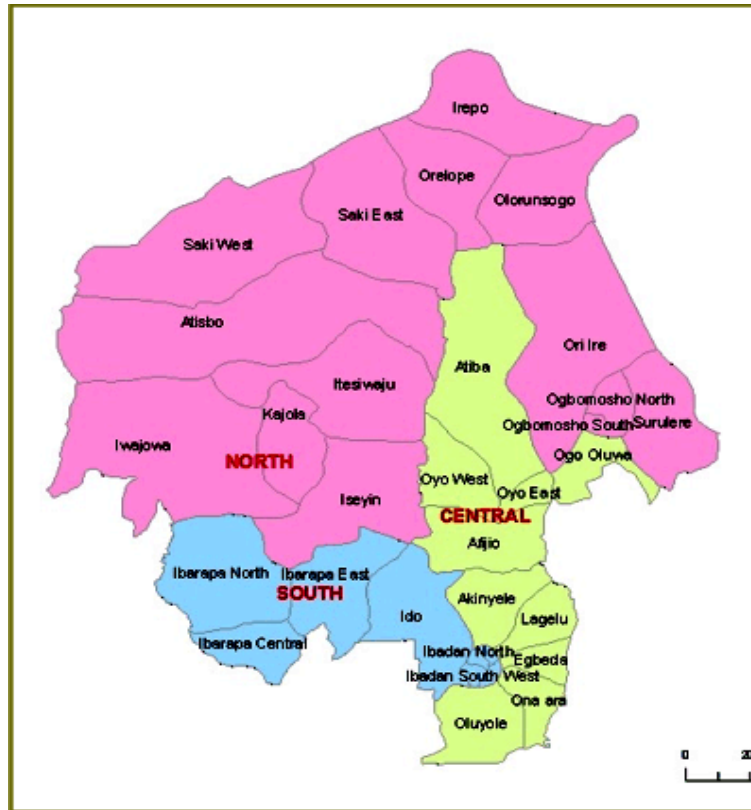 Irepo
Orelope
Olorunsogo
Saki East
Saki West
Atisbo
Ori Ire
Atiba
Itesiwaju
Ogbomosho North
Kajola
Ogbomosho South
Surulere
Iwajowa
NORTH
Ogo Oluwa
Oyo West
Oyo East
Iseyin
CENTRAL
Afijio
Ibarapa North
Ibarapa East
SOUTH
Akinyele
Ido
Lagelu
Ibarapa Central
Ibadan North
Egbeda
Ibadan South West
Ona ara
Oluyole
0 20